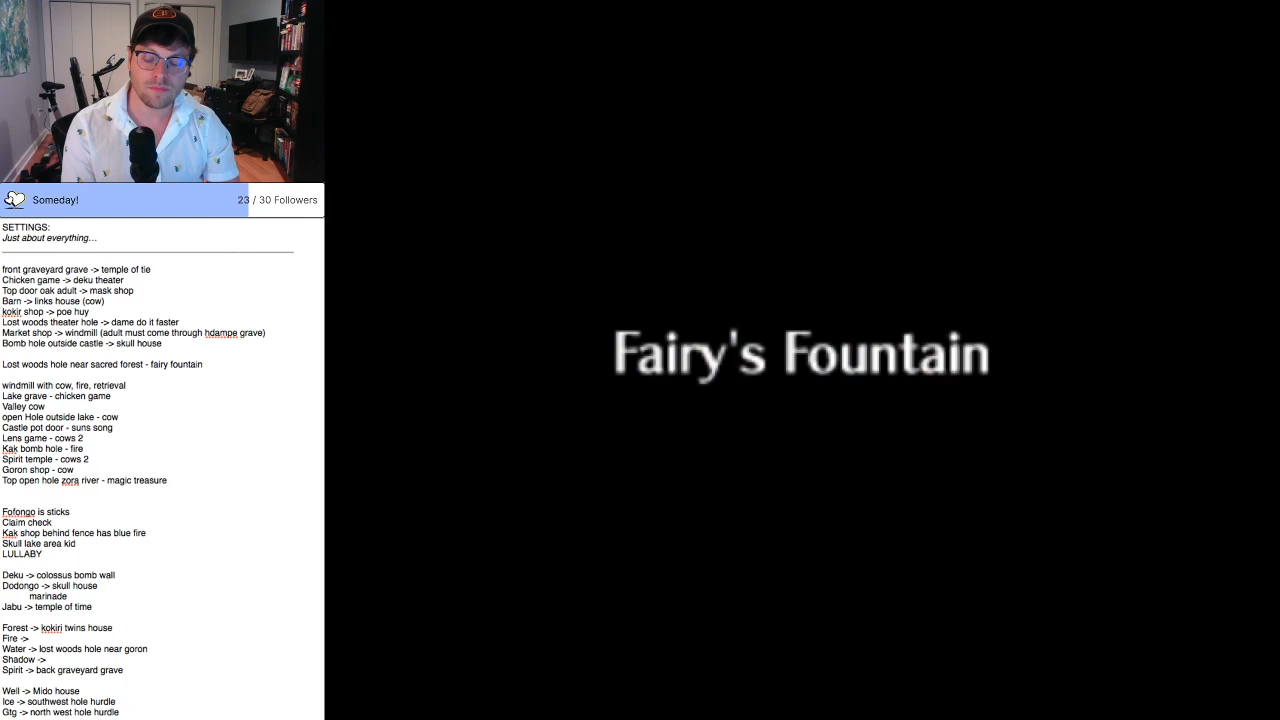 Someday!
23 / 30 Followers
SETTINGS:
Just about everything...
front graveyard grave -> temple of tie
Chicken game -> deku theater
Top door oak adult -> mask shop
Barn -> links house (cow)
kokir shop -> poe huy
Lost woods theater hole -> dame do it faster
Market shop -> windmill (adult must come through hdampe grave)
Bomb hole outside castle -> skull house
Lost woods hole near sacred forest - fairy fountain
windmill with cow, fire, retrieval
Lake grave - chicken game
Valley cow
open Hole outside lake - cow
Castle pot door - suns song
Lens game - cows 2
Kak bomb hole - fire
Spirit temple - cows 2
Goron shop - cow
Top open hole zora river - magic treasure
Fofongo is sticks
Claim check
Kak shop behind fence has blue fire
Skull lake area kid
LULLABY
Deku -> colossus bomb wall
Dodongo -> skull house
marinade
Jabu -> temple of time
Forest -> kokiri twins house
Fire ->
Water -> lost woods hole near goron
Shadow ->
Spirit -> back graveyard grave
Well -> Mido house
Ice -> southwest hole hurdle
Gtg -> north west hole hurdle
Fairy's Fountain